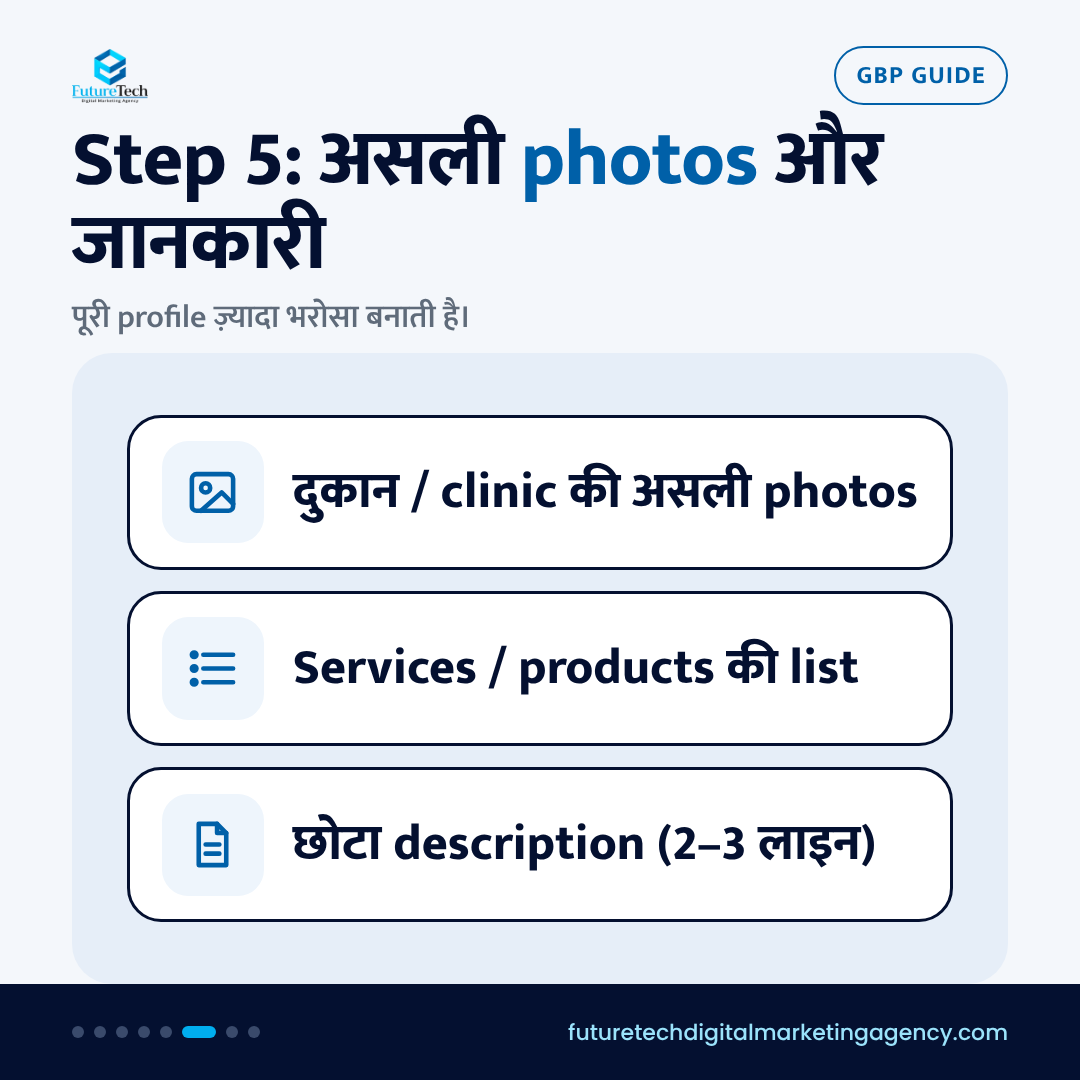 FutureTech
Digital Marketing Agency
GBP GUIDE
Step 5: असली photos और
जानकारी
पूरी profile ज़्यादा भरोसा बनाती है।
दुकान / clinic की असली photos
Services / products की list
छोटा description (2–3 लाइन)
futuretechdigitalmarketingagency.com